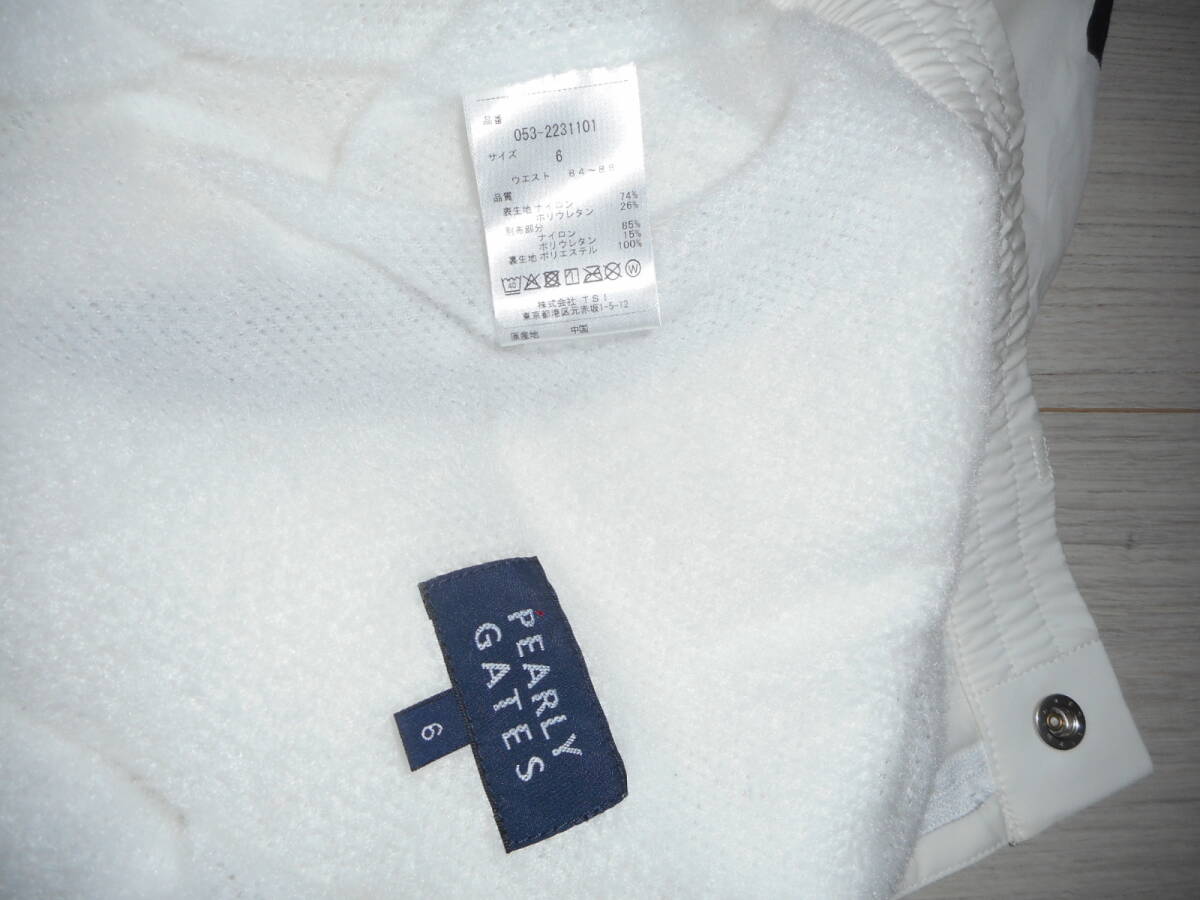 品番
053-2231101
サイズ 6
ウエスト 84~88
品質
表生地 ナイロン 74%
ポリウレタン 26%
別布部分
ナイロン 85%
ポリウレタン 15%
裏生地 ポリエステル 100%
40 W
株式会社 TSI
東京都港区元赤坂1-5-12
原産地 中国
PEARLY
GATES
6